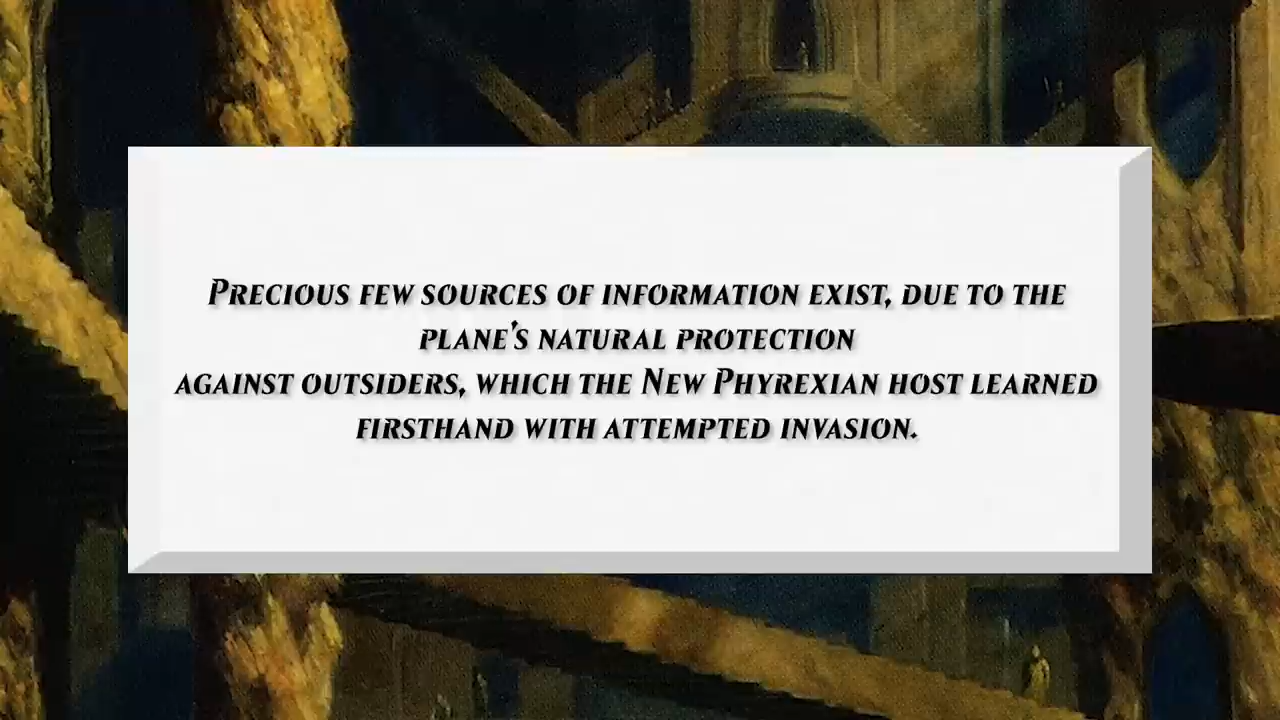 Precious few sources of information exist, due to the
plane's natural protection
against outsiders, which the New Phyrexian host learned
firsthand with attempted invasion.